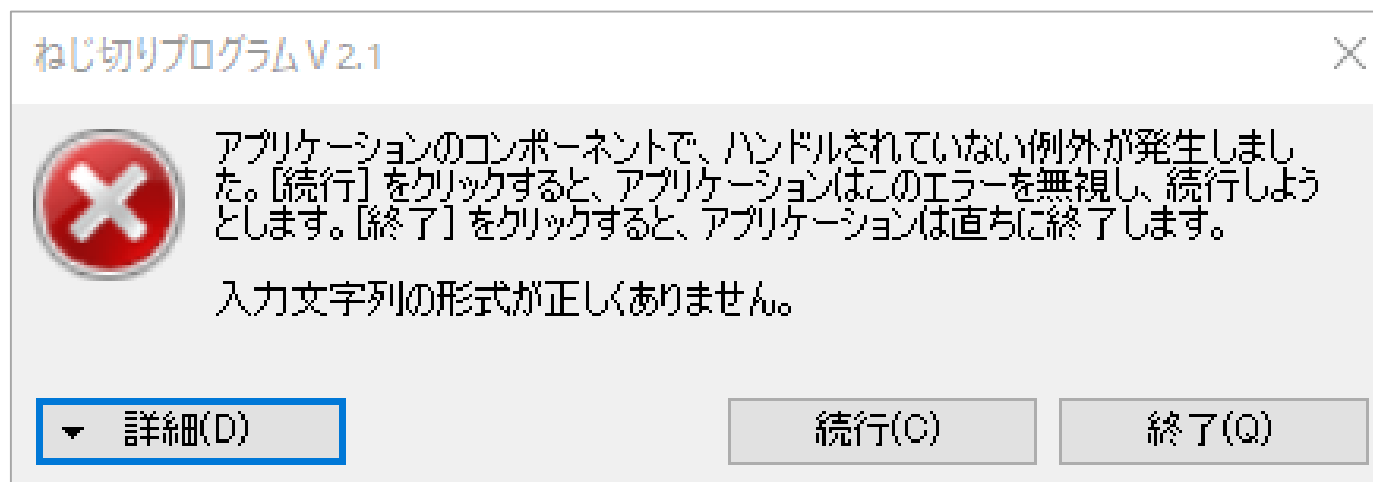 ねじ切りプログラム V 2.1
アプリケーションのコンポーネントで、ハンドルされていない例外が発生しまし
た。[続行] をクリックすると、アプリケーションはこのエラーを無視し、続行しよう
とします。[終了] をクリックすると、アプリケーションは直ちに終了します。
入力文字列の形式が正しくありません。
詳細(D)
続行(C)
終了(Q)